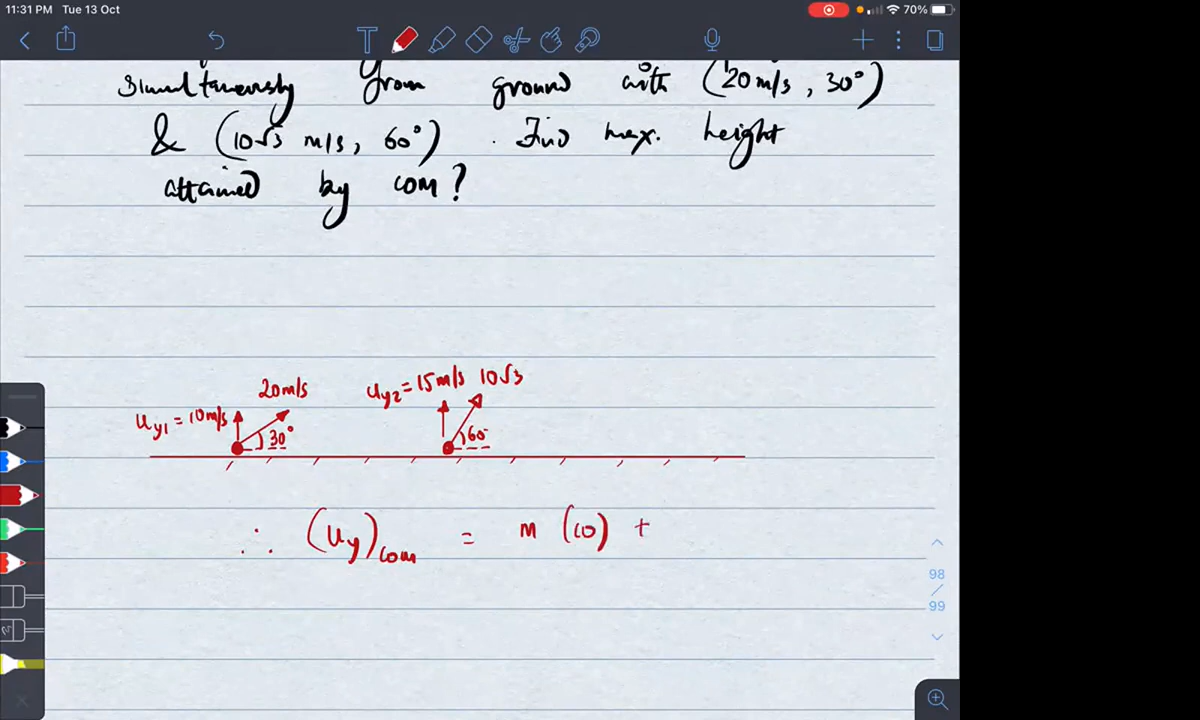 11:31 PM Tue 13 Oct
70%
simultaneously from ground with (20 m/s, 30°)
& (10√3 m/s, 60°). Find max. height
attained by com?
20m/s
uy2 = 15m/s 10√3
uy1 = 10m/s
30°
60
∴ (uy)com = m (10) +
98
99